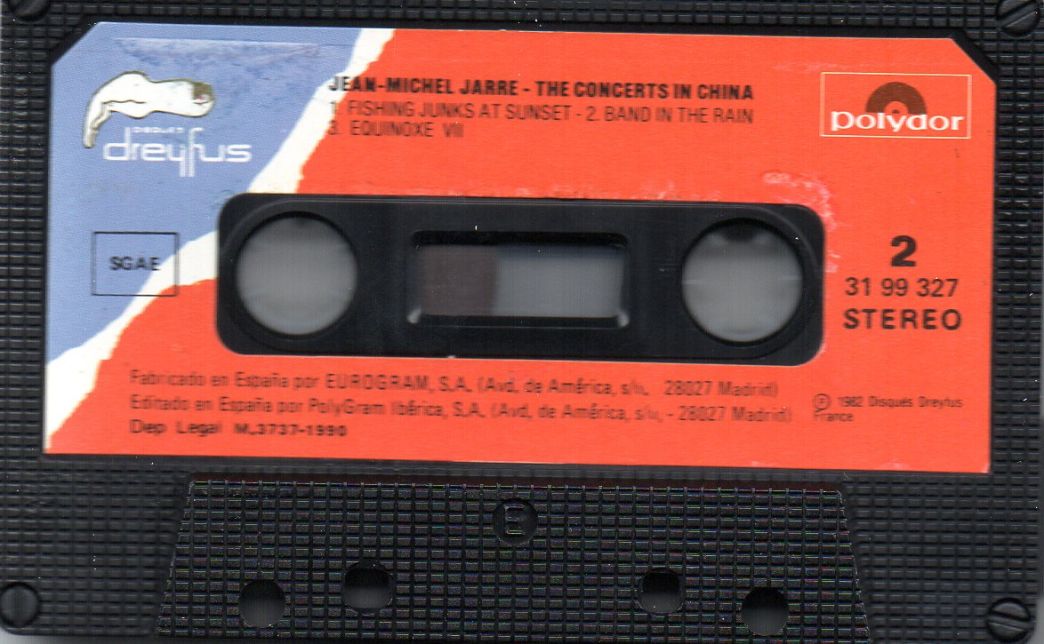 JEAN-MICHEL JARRE - THE CONCERTS IN CHINA
1. FISHING JUNKS AT SUNSET - 2. BAND IN THE RAIN
3. EQUINOXE VII
polydor
DISQUES
dreyfus
SGAE
2
31 99 327
STEREO
Fabricado en España por EUROGRAM, S.A. (Avd. de América, s/n. 28027 Madrid)
Editado en España por PolyGram Ibérica, S.A. (Avd, de América, s/n, - 28027 Madrid)
Dep Legal M.3737-1990
℗ 1982 Disques Dreyfus
France
E